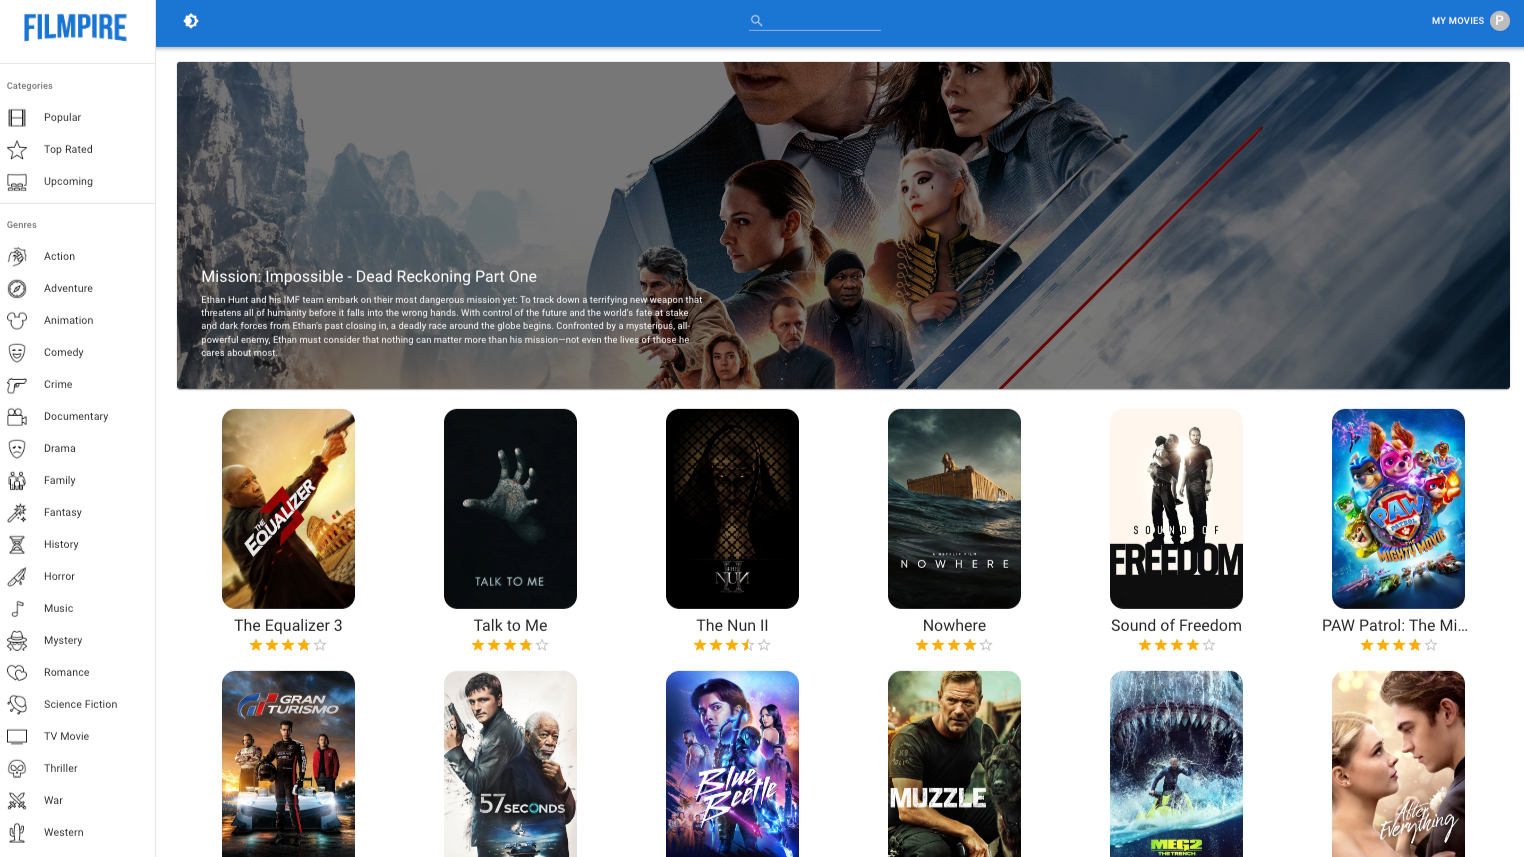 FILMPIRE
MY MOVIES P
Categories
Popular
Top Rated
Upcoming
Genres
Action
Adventure
Animation
Comedy
Crime
Documentary
Drama
Family
Fantasy
History
Horror
Music
Mystery
Romance
Science Fiction
TV Movie
Thriller
War
Western
Mission: Impossible - Dead Reckoning Part One
Ethan Hunt and his IMF team embark on their most dangerous mission yet: To track down a terrifying new weapon that
threatens all of humanity before it falls into the wrong hands. With control of the future and the world's fate at stake
and dark forces from Ethan's past closing in, a deadly race around the globe begins. Confronted by a mysterious, all-
powerful enemy, Ethan must consider that nothing can matter more than his mission—not even the lives of those he
cares about most.
THE
EQUALIZER
TALK TO ME
THE
NUN
II
A NETFLIX FILM
NOWHERE
SOUND OF
FREEDOM
PAW
PATROL
MIGHTY MOVIE
The Equalizer 3
Talk to Me
The Nun II
Nowhere
Sound of Freedom
PAW Patrol: The Mi...
GRAN
TURISMO
57 SECONDS
Blue
Beetle
MUZZLE
MEG2
THE TRENCH
After
Everything